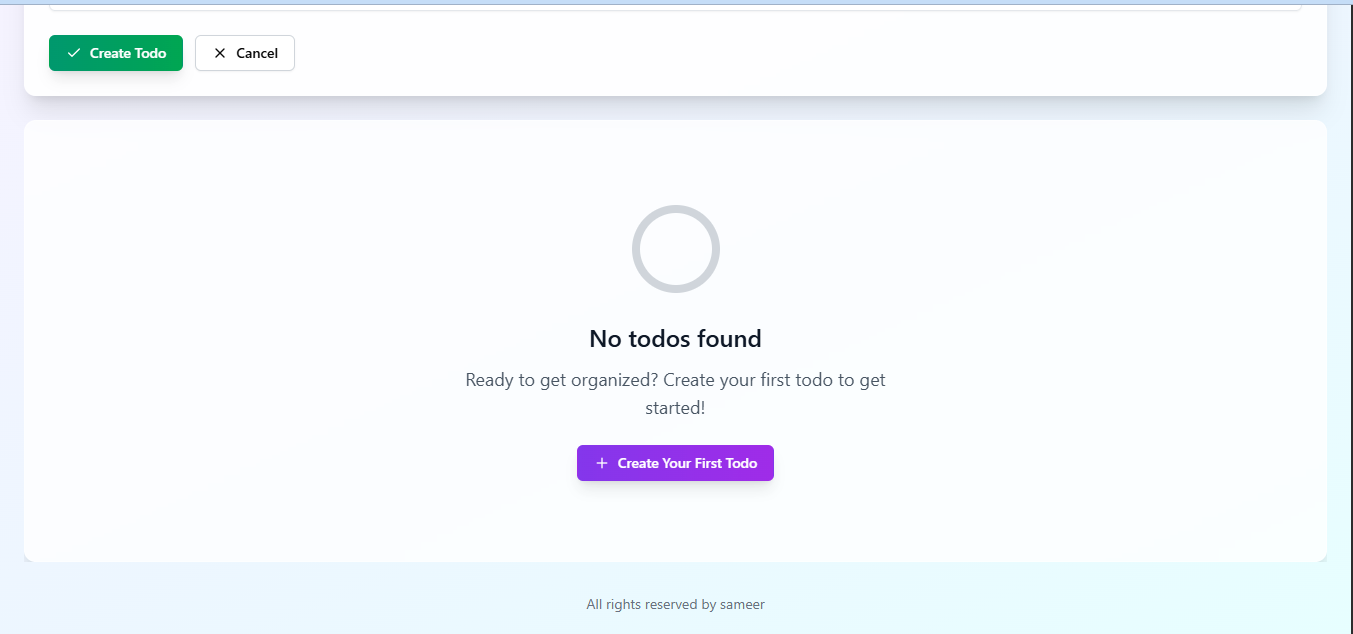 Create Todo
Cancel
No todos found
Ready to get organized? Create your first todo to get
started!
Create Your First Todo
All rights reserved by sameer